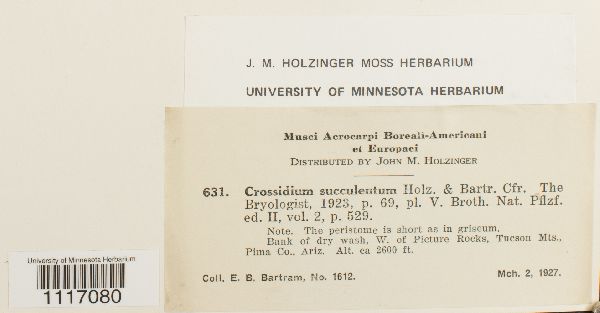 J. M. HOLZINGER MOSS HERBARIUM
UNIVERSITY OF MINNESOTA HERBARIUM
Musci Acrocarpi Boreali-Americani
et Europaei
DISTRIBUTED BY JOHN M. HOLZINGER
631. Crossidium succulentum Holz. & Bartr. Cfr. The
Bryologist, 1923, p. 69, pl. V. Broth. Nat. Pflzf.
ed. II, vol. 2, p. 529.
Note. The peristome is short as in griseum.
Bank of dry wash, W. of Picture Rocks, Tucson Mts.,
Pima Co., Ariz. Alt. ca 2600 ft.
Coll. E. B. Bartram, No. 1612. Mch. 2, 1927.
University of Minnesota Herbarium
1117080